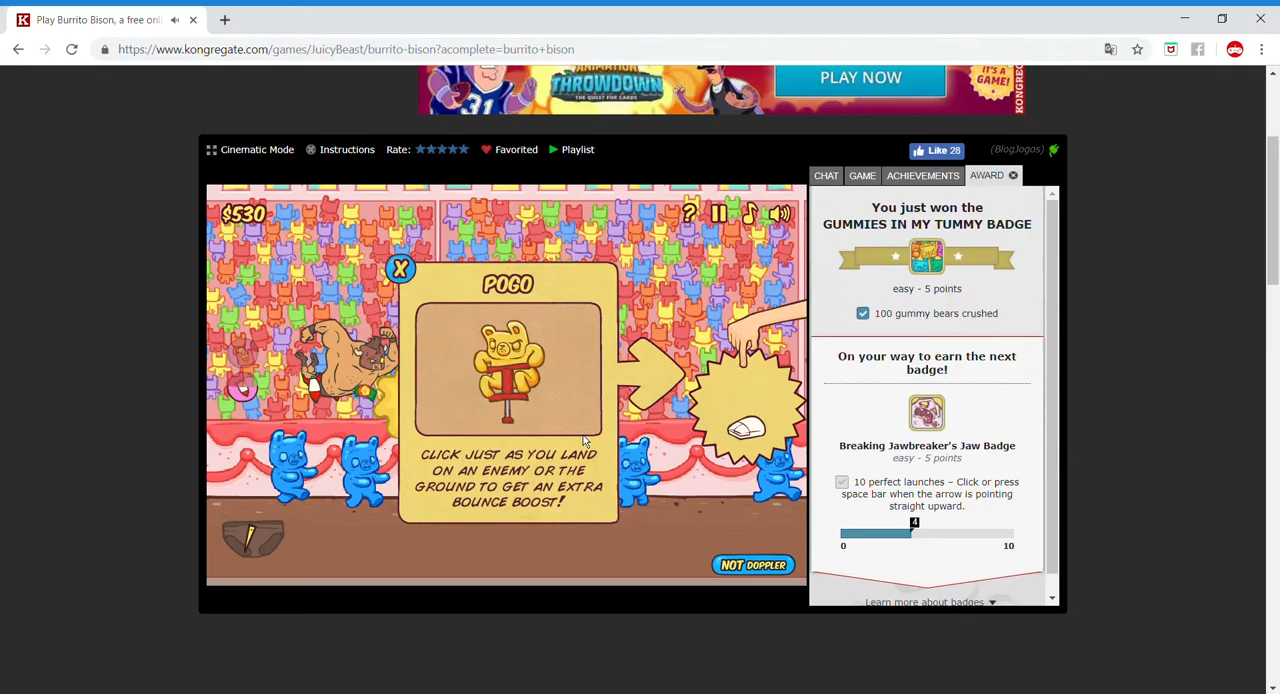 Play Burrito Bison, a free onl
https://www.kongregate.com/games/JuicyBeast/burrito-bison?acomplete=burrito+bison
ANIMATION
THROWDOWN
THE QUEST FOR CARDS
31
PLAY NOW
IT'S A
GAME!
KONGREG
Cinematic Mode
Instructions
Rate:
Favorited
Playlist
Like 28
(BlogJogos)
CHAT
GAME
ACHIEVEMENTS
AWARD
$530
?
X
POGO
CLICK JUST AS YOU LAND
ON AN ENEMY OR THE
GROUND TO GET AN EXTRA
BOUNCE BOOST!
NOT DOPPLER
You just won the
GUMMIES IN MY TUMMY BADGE
easy - 5 points
100 gummy bears crushed
On your way to earn the next
badge!
Breaking Jawbreaker's Jaw Badge
easy - 5 points
10 perfect launches – Click or press
space bar when the arrow is pointing
straight upward.
4
0
10
Learn more about badges